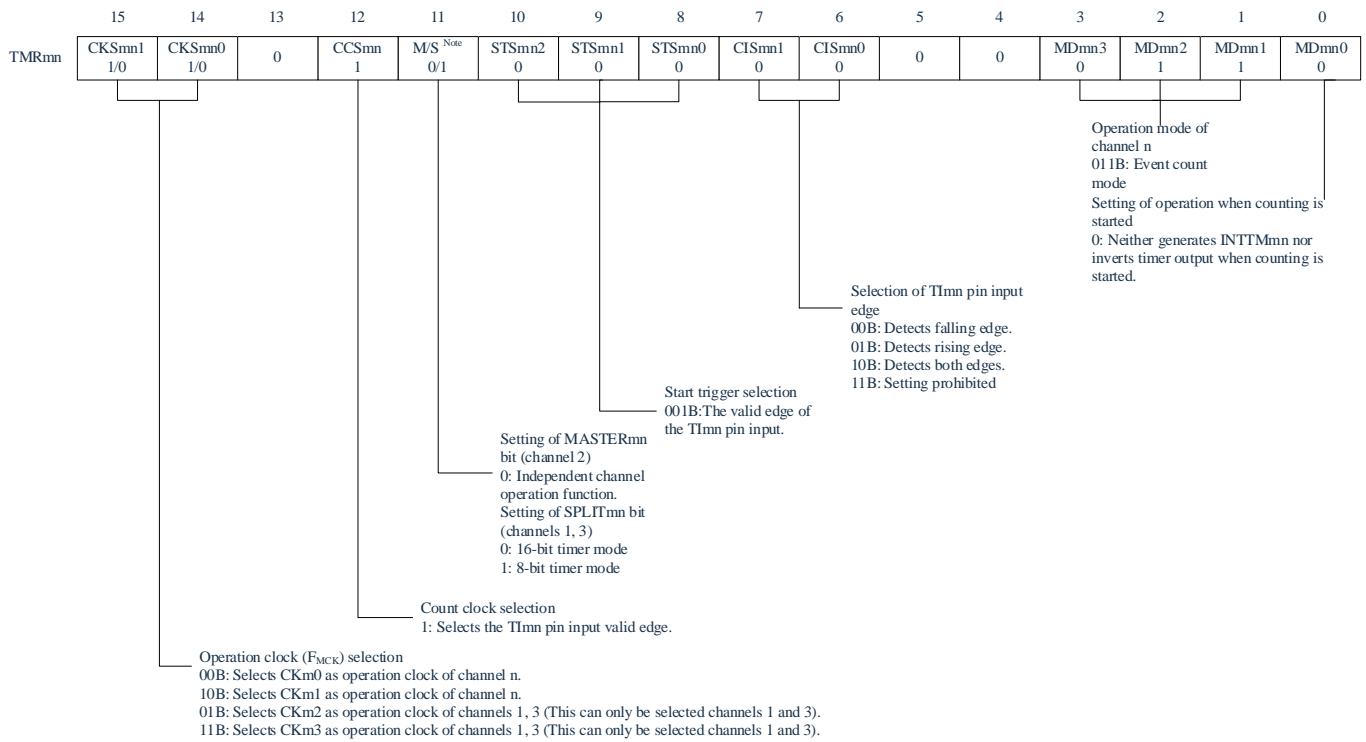 15 14 13 12 11 10 9 8 7 6 5 4 3 2 1 0
TMRmn CKSmn1 CKSmn0 0 CCSmn M/S Note STSmn2 STSmn1 STSmn0 CISmn1 CISmn0 0 0 MDmn3 MDmn2 MDmn1 MDmn0
1/0 1/0 1 0/1 0 0 0 0 0 0 1 1 0
Operation mode of
channel n
011B: Event count
mode
Setting of operation when counting is
started
0: Neither generates INTTMmn nor
inverts timer output when counting is
started.
Selection of TImn pin input
edge
00B: Detects falling edge.
01B: Detects rising edge.
10B: Detects both edges.
11B: Setting prohibited
Start trigger selection
001B:The valid edge of
the TImn pin input.
Setting of MASTERmn
bit (channel 2)
0: Independent channel
operation function.
Setting of SPLITmn bit
(channels 1, 3)
0: 16-bit timer mode
1: 8-bit timer mode
Count clock selection
1: Selects the TImn pin input valid edge.
Operation clock (FMCK) selection
00B: Selects CKm0 as operation clock of channel n.
10B: Selects CKm1 as operation clock of channel n.
01B: Selects CKm2 as operation clock of channels 1, 3 (This can only be selected channels 1 and 3).
11B: Selects CKm3 as operation clock of channels 1, 3 (This can only be selected channels 1 and 3).